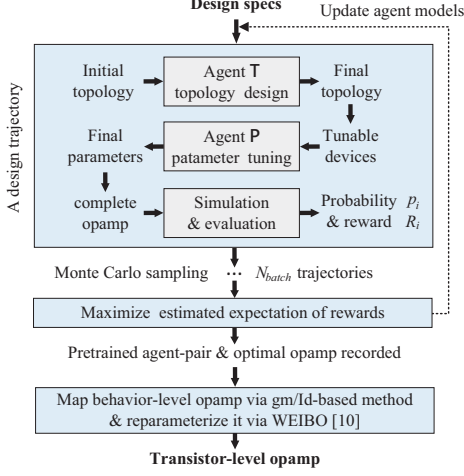 Design specs
Update agent models
A design trajectory
Initial topology
Agent T
topology design
Final topology
Final parameters
Agent P
patameter tuning
Tunable devices
complete opamp
Simulation
& evaluation
Probability p_i
& reward R_i
Monte Carlo sampling ··· N_batch trajectories
Maximize estimated expectation of rewards
Pretrained agent-pair & optimal opamp recorded
Map behavior-level opamp via gm/Id-based method
& reparameterize it via WEIBO [10]
Transistor-level opamp